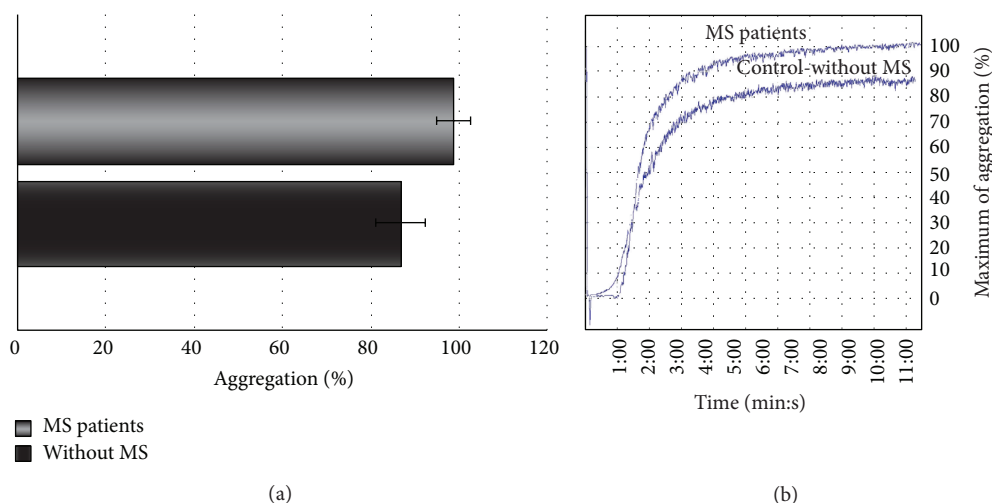 0 20 40 60 80 100 120
Aggregation (%)
MS patients
Without MS
(a)
MS patients
Control-without MS
100
90
80
70
60
50
40
30
20
10
0
Maximum of aggregation (%)
1:00 2:00 3:00 4:00 5:00 6:00 7:00 8:00 9:00 10:00 11:00
Time (min:s)
(b)